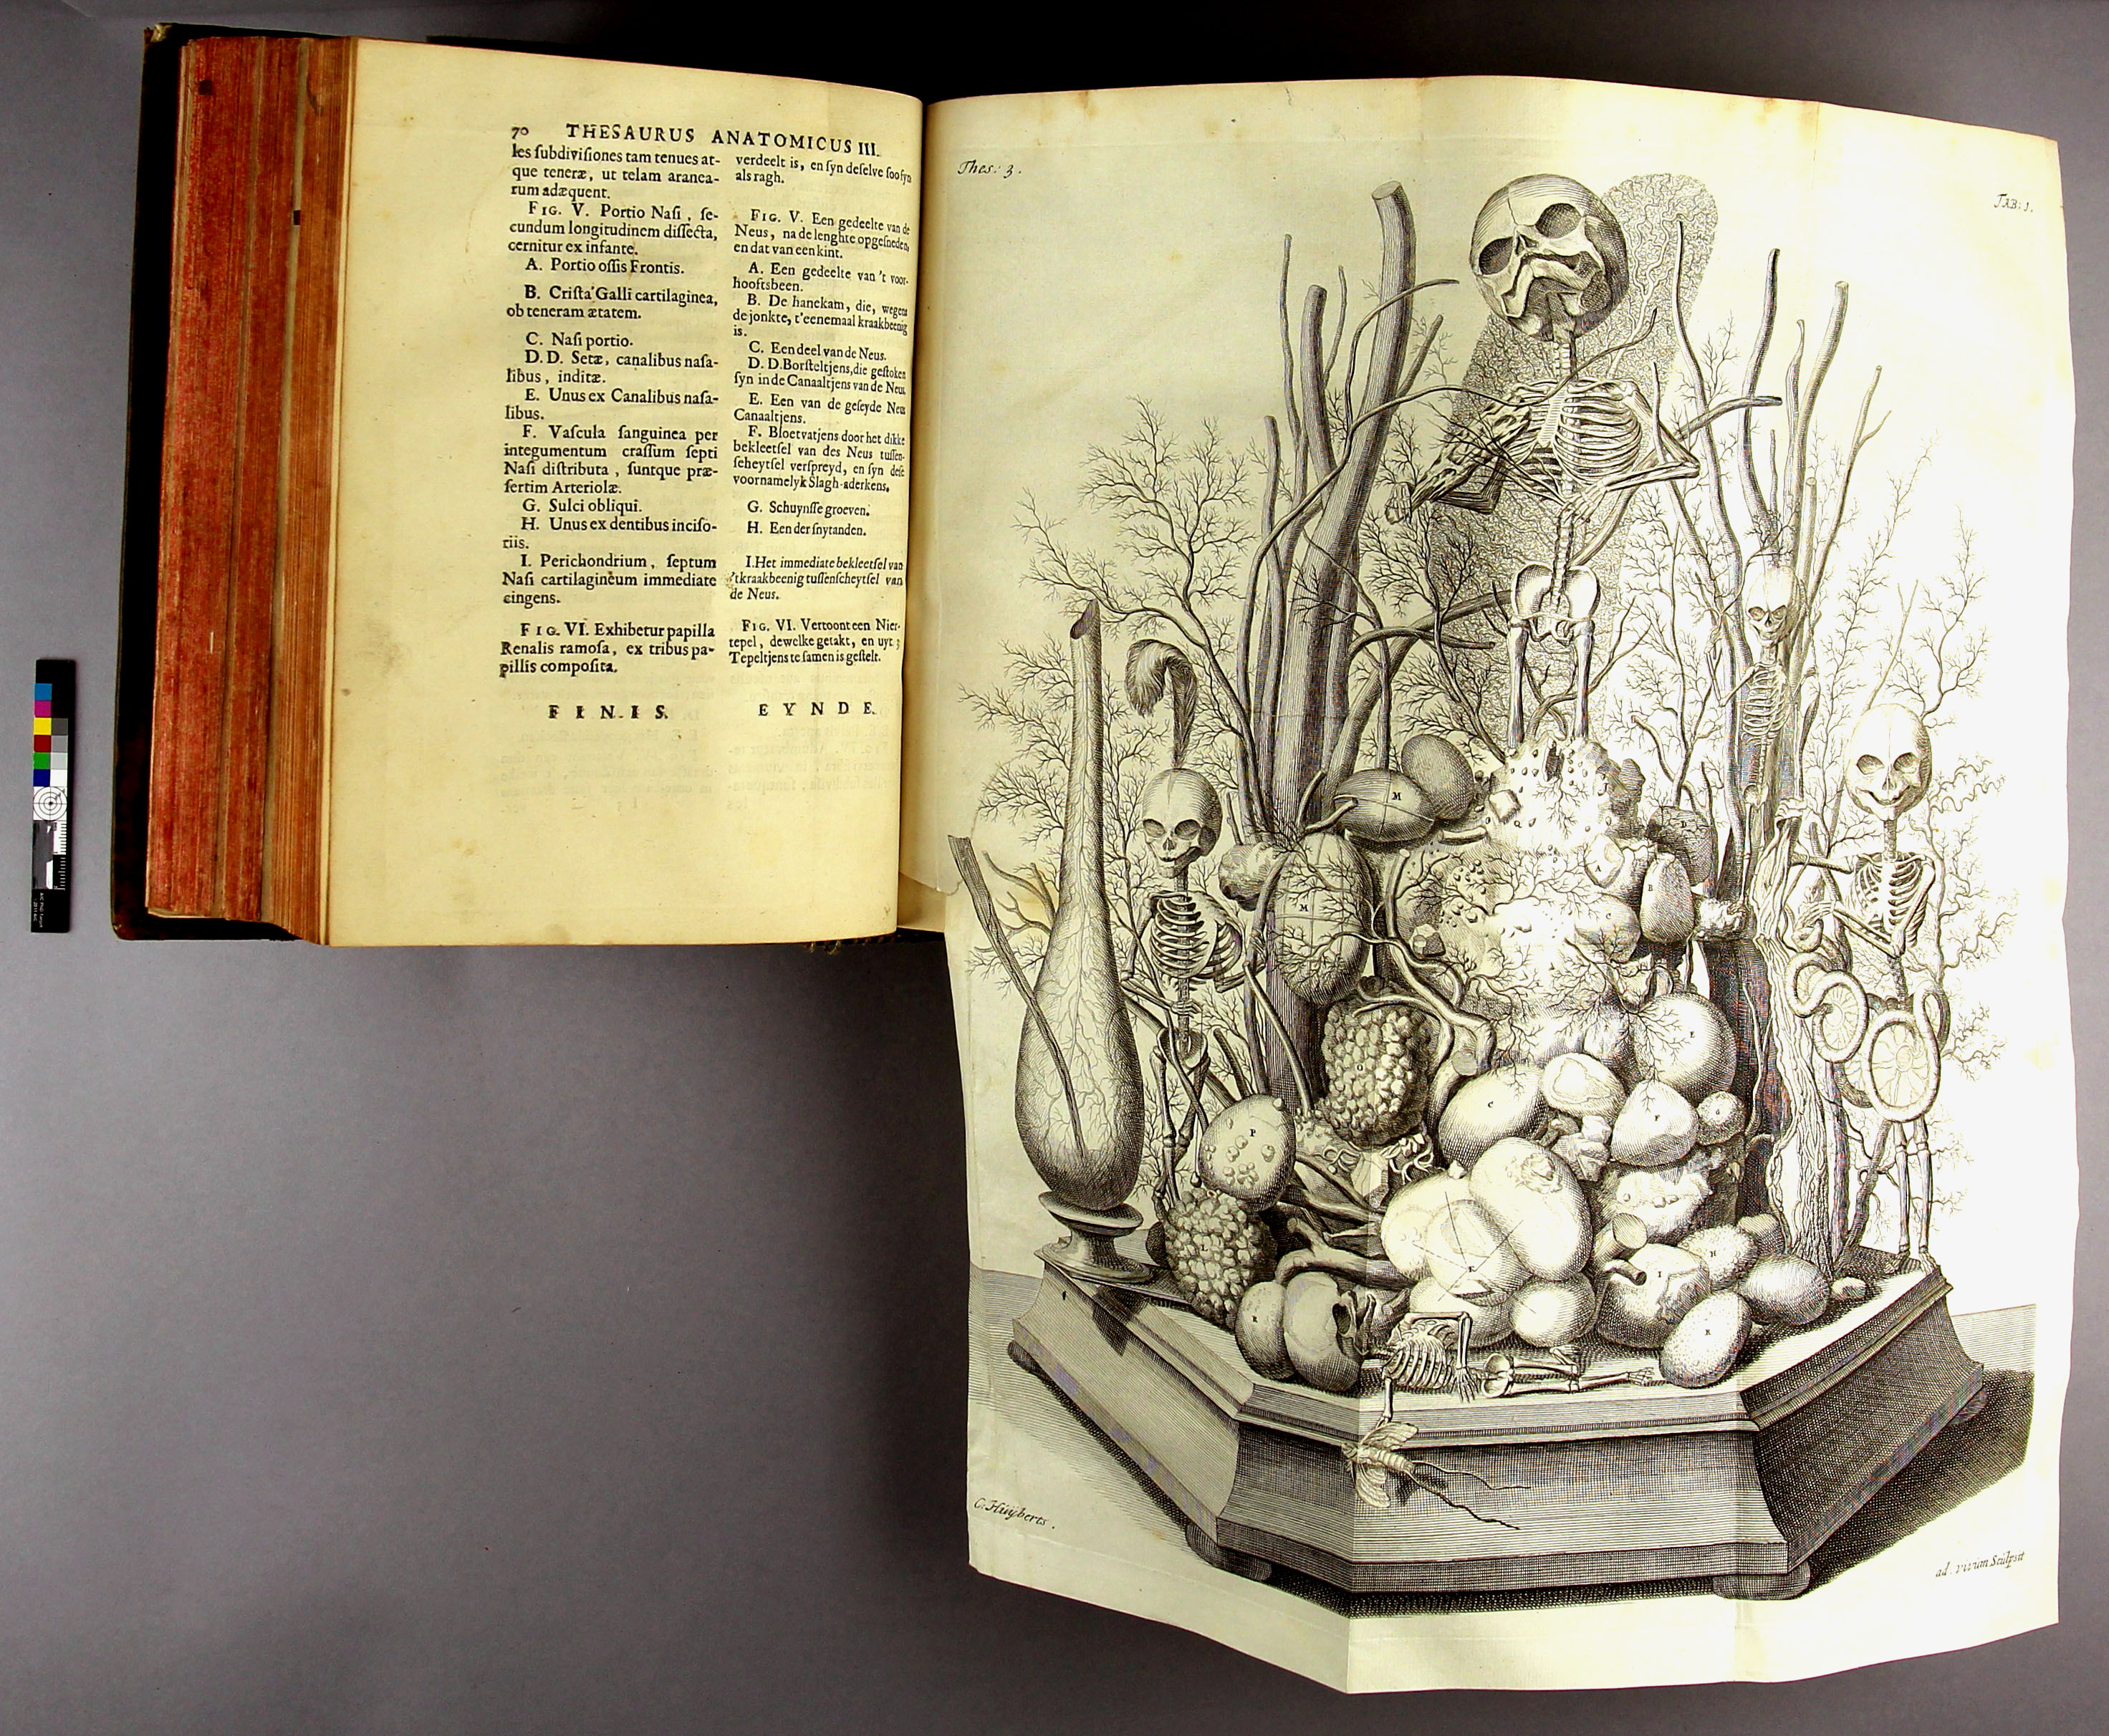 70 THESAURUS ANATOMICUS III.
les ſubdiviſiones tam tenues at-
que teneræ, ut telam aranea-
rum adæquent.
FIG. V. Portio Naſi, ſe-
cundum longitudinem diſſecta,
cernitur ex infante.
A. Portio oſſis Frontis.
B. Criſta Galli cartilaginea,
ob teneram ætatem.
C. Naſi portio.
D. D. Setæ, canalibus naſa-
libus, inditæ.
E. Unus ex Canalibus naſa-
libus.
F. Vaſcula ſanguinea per
integumentum craſſum ſepti
Naſi diſtributa, ſuntque præ-
ſertim Arteriolæ.
G. Sulci obliqui.
H. Unus ex dentibus inciſo-
riis.
I. Perichondrium, ſeptum
Naſi cartilagineum immediate
cingens.
FIG. VI. Exhibetur papilla
Renalis ramoſa, ex tribus pa-
pillis compoſita.
FINIS.
verdeelt is, en ſyn deſelve ſoo fyn
als ragh.
FIG. V. Een gedeelte van de
Neus, na de lenghte opgeſneden,
en dat van een kint.
A. Een gedeelte van 't voor-
hooftsbeen.
B. De hanekam, die, wegens
de jonkte, t'eenemaal kraakbeenig
is.
C. Een deel van de Neus.
D. D. Borſteltjens, die geſtoken
ſyn in de Canaaltjens van de Neus.
E. Een van de geſeyde Neus
Canaaltjens.
F. Bloetvatjens door het dikke
bekleetſel van des Neus tuſſen-
ſcheytſel verſpreyd, en ſyn deſe
voornamelyk Slagh-aderkens.
G. Schuynſſe groeven.
H. Een der ſnytanden.
I. Het immediate bekleetſel van
'tkraakbeenig tuſſenſcheytſel van
de Neus.
FIG. VI. Vertoont een Nier-
tepel, dewelke getakt, en uyt 3
Tepeltjens te ſamen is geſtelt.
EYNDE.
Thes: 3.
TAB: 1.
M
D
A
B
M
C
O
E
C
F
G
P
H
K
I
R
R
C. Huÿberts.
ad vivum Sculpsit